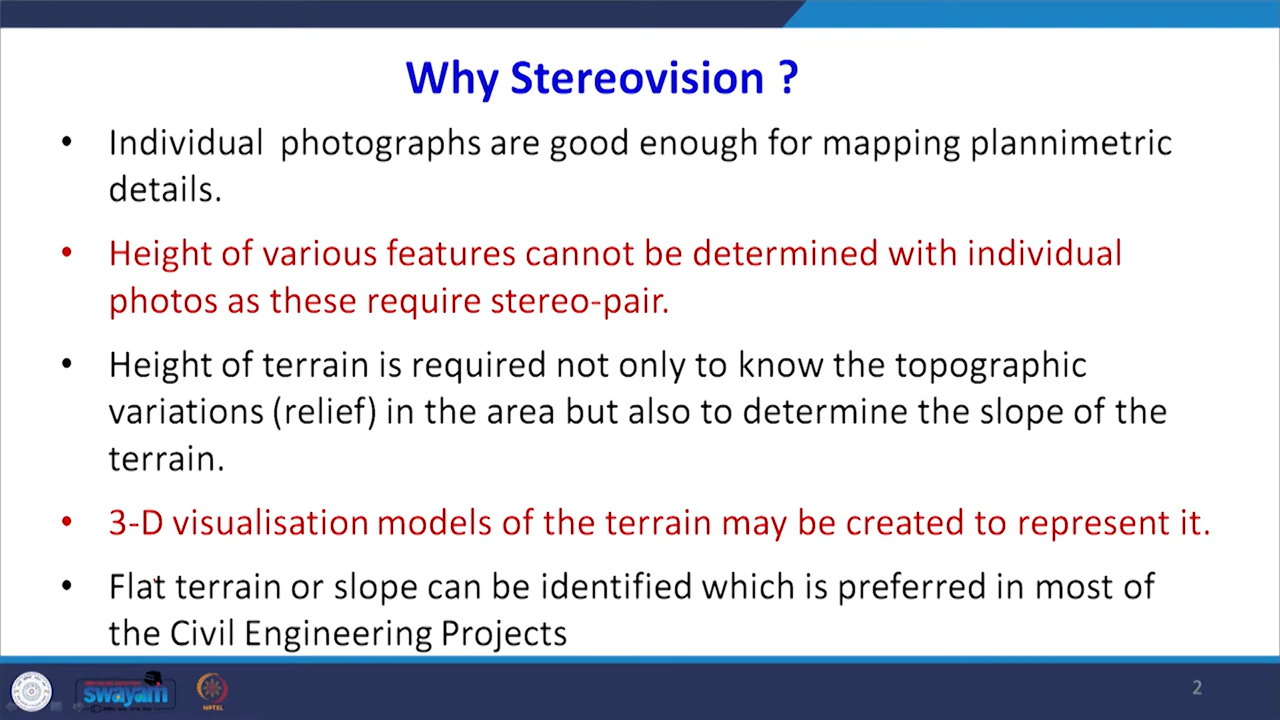 Why Stereovision ?
• Individual photographs are good enough for mapping plannimetric
details.
• Height of various features cannot be determined with individual
photos as these require stereo-pair.
• Height of terrain is required not only to know the topographic
variations (relief) in the area but also to determine the slope of the
terrain.
• 3-D visualisation models of the terrain may be created to represent it.
• Flat terrain or slope can be identified which is preferred in most of
the Civil Engineering Projects
swayam
NPTEL
2